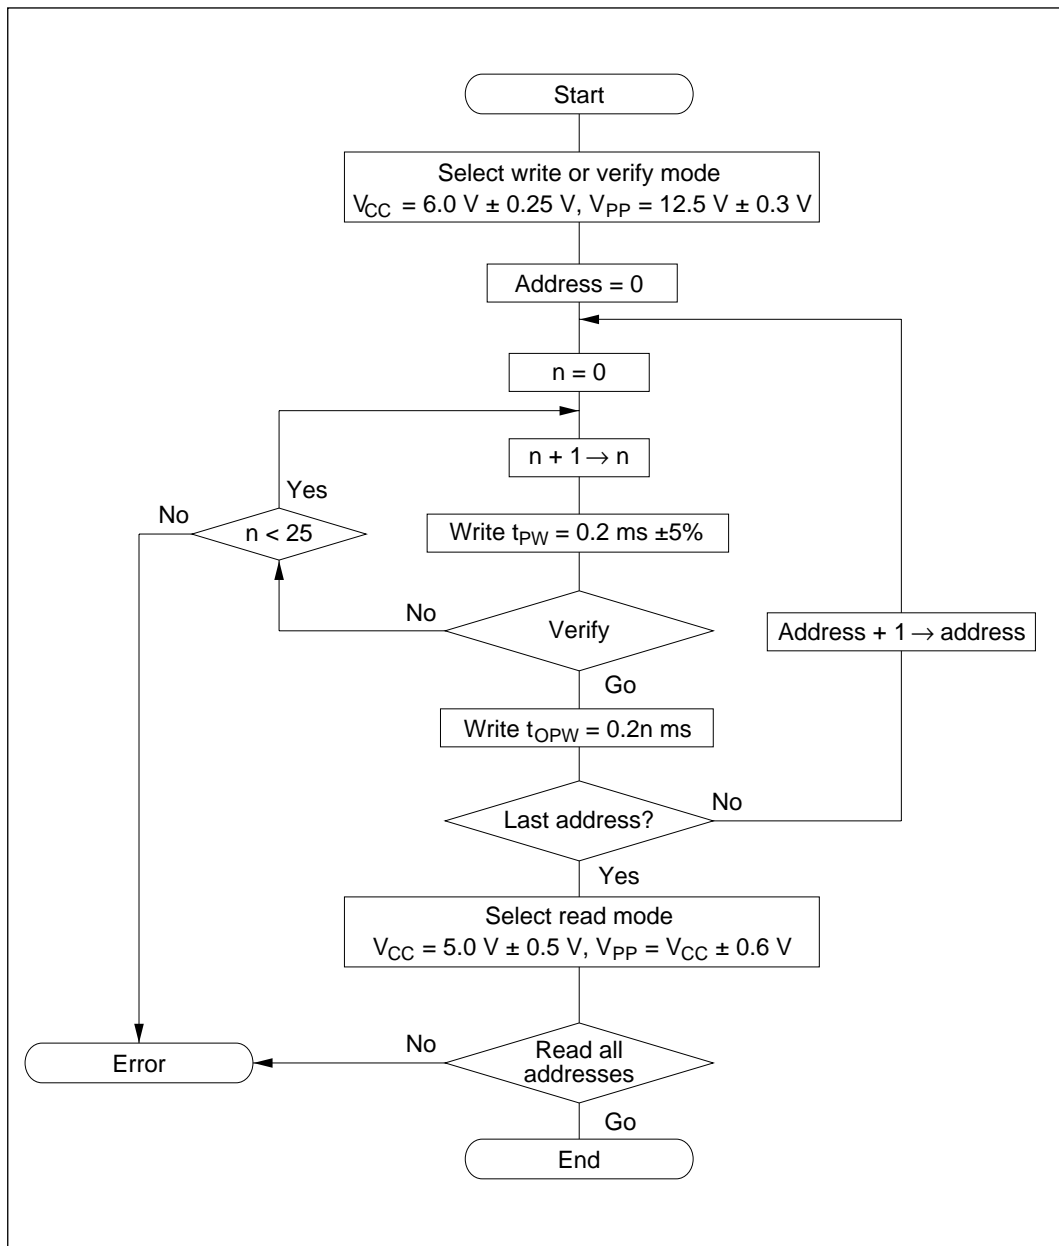 Start
Select write or verify mode
VCC = 6.0 V ± 0.25 V, VPP = 12.5 V ± 0.3 V
Address = 0
n = 0
n + 1 → n
Yes
No
n < 25
Write tPW = 0.2 ms ±5%
No
Verify
Address + 1 → address
Go
Write tOPW = 0.2n ms
No
Last address?
Yes
Select read mode
VCC = 5.0 V ± 0.5 V, VPP = VCC ± 0.6 V
No
Error
Read all
addresses
Go
End